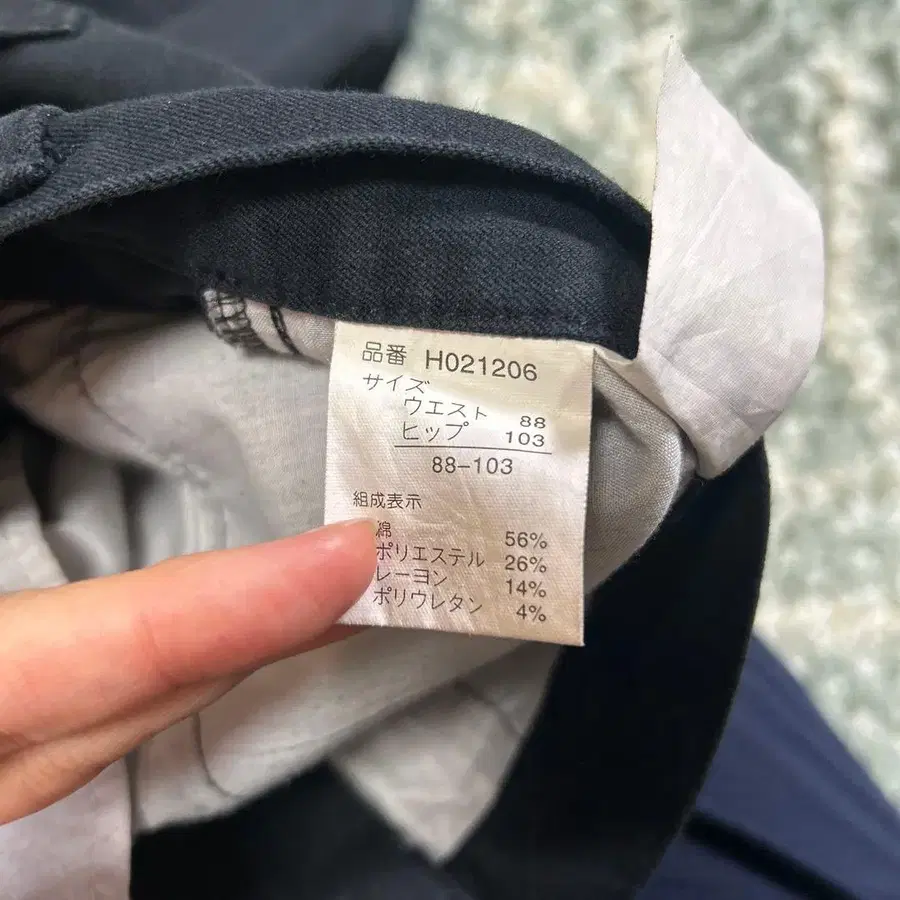 品番 H021206
サイズ
ウエスト 88
ヒップ 103
88-103
組成表示
綿 56%
ポリエステル 26%
レーヨン 14%
ポリウレタン 4%